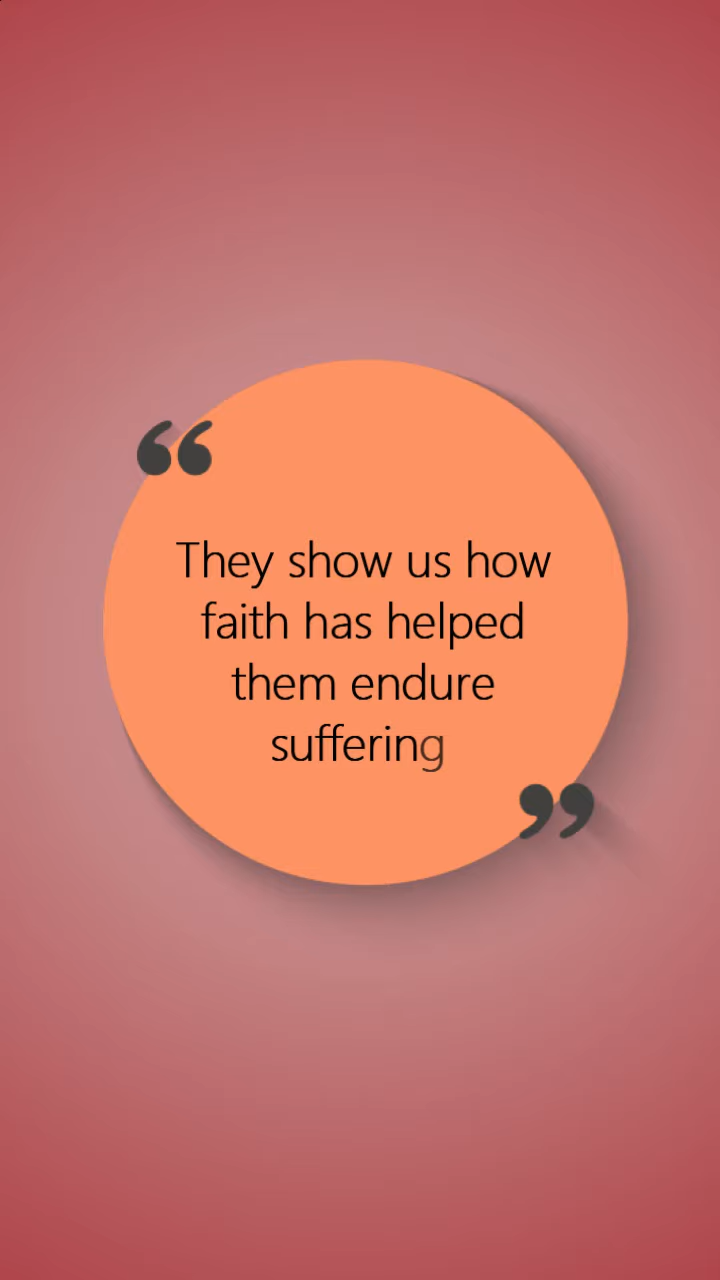 “
They show us how
faith has helped
them endure
suffering
”